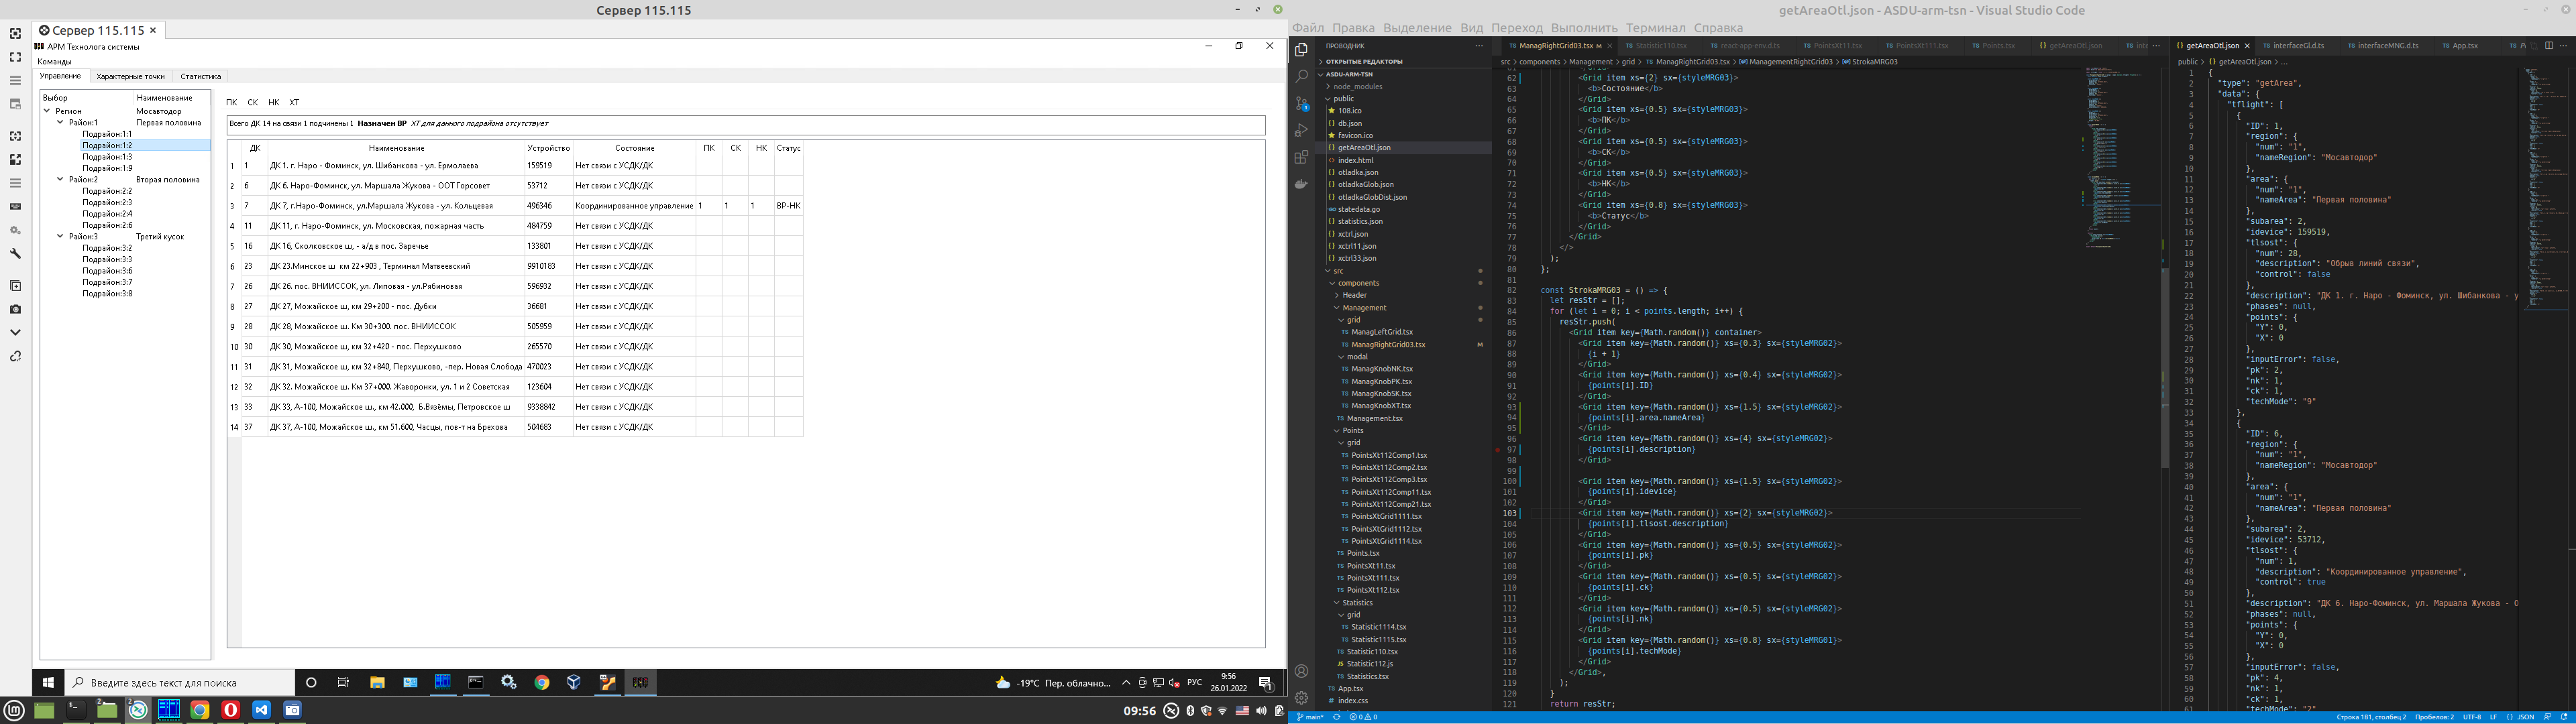 Сервер 115.115
Сервер 115.115 ×
АРМ Технолога системы
Команды
Управление Характерные точки Статистика
Выбор Наименование
Регион Мосавтодор
Район:1 Первая половина
Подрайон:1:1
Подрайон:1:2
Подрайон:1:3
Подрайон:1:9
Район:2 Вторая половина
Подрайон:2:2
Подрайон:2:3
Подрайон:2:4
Подрайон:2:6
Район:3 Третий кусок
Подрайон:3:2
Подрайон:3:3
Подрайон:3:6
Подрайон:3:7
Подрайон:3:8
ПК СК НК ХТ
Всего ДК 14 на связи 1 подчинены 1 Назначен ВР ХТ для данного подрайона отсутствует
ДК Наименование Устройство Состояние ПК СК НК Статус
1 1 ДК 1. г. Наро - Фоминск, ул. Шибанкова - ул. Ермолаева 159519 Нет связи с УСДК/ДК
2 6 ДК 6. Наро-Фоминск, ул. Маршала Жукова - ООТ Горсовет 53712 Нет связи с УСДК/ДК
3 7 ДК 7, г.Наро-Фоминск, ул.Маршала Жукова - ул. Кольцевая 496346 Координированное управление 1 1 1 ВР-НК
4 11 ДК 11, г. Наро-Фоминск, ул. Московская, пожарная часть 484759 Нет связи с УСДК/ДК
5 16 ДК 16, Сколковское ш, - а/д в пос. Заречье 133801 Нет связи с УСДК/ДК
6 23 ДК 23.Минское ш км 22+903 , Терминал Матвеевский 9910183 Нет связи с УСДК/ДК
7 26 ДК 26. пос. ВНИИССОК, ул. Липовая - ул.Рябиновая 596932 Нет связи с УСДК/ДК
8 27 ДК 27, Можайское ш, км 29+200 - пос. Дубки 36681 Нет связи с УСДК/ДК
9 28 ДК 28, Можайское ш. Км 30+300. пос. ВНИИССОК 505959 Нет связи с УСДК/ДК
10 30 ДК 30, Можайское ш, км 32+420 - пос. Перхушково 265570 Нет связи с УСДК/ДК
11 31 ДК 31, Можайское ш, км 32+840, Перхушково, -пер. Новая Слобода 470023 Нет связи с УСДК/ДК
12 32 ДК 32. Можайское ш. Км 37+000. Жаворонки, ул. 1 и 2 Советская 123604 Нет связи с УСДК/ДК
13 33 ДК 33, А-100, Можайское ш., км 42.000, Б.Вязёмы, Петровское ш 9338842 Нет связи с УСДК/ДК
14 37 ДК 37, А-100, Можайское ш., км 51.600, Часцы, пов-т на Брехова 504683 Нет связи с УСДК/ДК
Введите здесь текст для поиска
-19°C Пер. облачно... РУС 9:56
26.01.2022
09:56
getAreaOtl.json - ASDU-arm-tsn - Visual Studio Code
Файл Правка Выделение Вид Переход Выполнить Терминал Справка
ПРОВОДНИК
ОТКРЫТЫЕ РЕДАКТОРЫ
ASDU-ARM-TSN
node_modules
public
108.ico
db.json
favicon.ico
getAreaOtl.json
index.html
otladka.json
otladkaGlob.json
otladkaGlobDist.json
statedata.go
statistics.json
xctrl.json
xctrl11.json
xctrl33.json
src
components
Header
Management
grid
ManagLeftGrid.tsx
ManagRightGrid03.tsx M
modal
ManagKnobNK.tsx
ManagKnobPK.tsx
ManagKnobSK.tsx
ManagKnobXT.tsx
Management.tsx
Points
grid
PointsXt112Comp1.tsx
PointsXt112Comp2.tsx
PointsXt112Comp3.tsx
PointsXt112Comp11.tsx
PointsXt112Comp21.tsx
PointsXtGrid1111.tsx
PointsXtGrid1112.tsx
PointsXtGrid1114.tsx
Points.tsx
PointsXt11.tsx
PointsXt111.tsx
PointsXt112.tsx
Statistics
grid
Statistic1114.tsx
Statistic1115.tsx
Statistic110.tsx
Statistic112.js
Statistics.tsx
App.tsx
index.css
main*
0 0
ManagRightGrid03.tsx M Statistic110.tsx react-app-env.d.ts PointsXt11.tsx PointsXt111.tsx Points.tsx getAreaOtl.json
src > components > Management > grid > ManagRightGrid03.tsx > ManagementRightGrid03 > StrokaMRG03
62 <Grid item xs={2} sx={styleMRG03}>
63 <b>Состояние</b>
64 </Grid>
65 <Grid item xs={0.5} sx={styleMRG03}>
66 <b>ПК</b>
67 </Grid>
68 <Grid item xs={0.5} sx={styleMRG03}>
69 <b>СК</b>
70 </Grid>
71 <Grid item xs={0.5} sx={styleMRG03}>
72 <b>НК</b>
73 </Grid>
74 <Grid item xs={0.8} sx={styleMRG03}>
75 <b>Статус</b>
76 </Grid>
77 </Grid>
78 </>
79 );
80 };
81
82 const StrokaMRG03 = () => {
83 let resStr = [];
84 for (let i = 0; i < points.length; i++) {
85 resStr.push(
86 <Grid item key={Math.random()} container>
87 <Grid item key={Math.random()} xs={0.3} sx={styleMRG02}>
88 {i + 1}
89 </Grid>
90 <Grid item key={Math.random()} xs={0.4} sx={styleMRG02}>
91 {points[i].ID}
92 </Grid>
93 <Grid item key={Math.random()} xs={1.5} sx={styleMRG02}>
94 {points[i].area.nameArea}
95 </Grid>
96 <Grid item key={Math.random()} xs={4} sx={styleMRG02}>
97 {points[i].description}
98 </Grid>
99
100 <Grid item key={Math.random()} xs={1.5} sx={styleMRG02}>
101 {points[i].idevice}
102 </Grid>
103 <Grid item key={Math.random()} xs={2} sx={styleMRG02}>
104 {points[i].tlsost.description}
105 </Grid>
106 <Grid item key={Math.random()} xs={0.5} sx={styleMRG02}>
107 {points[i].pk}
108 </Grid>
109 <Grid item key={Math.random()} xs={0.5} sx={styleMRG02}>
110 {points[i].ck}
111 </Grid>
112 <Grid item key={Math.random()} xs={0.5} sx={styleMRG02}>
113 {points[i].nk}
114 </Grid>
115 <Grid item key={Math.random()} xs={0.8} sx={styleMRG01}>
116 {points[i].techMode}
117 </Grid>
118 </Grid>,
119 );
120 }
121 return resStr;
getAreaOtl.json × interfaceGl.d.ts interfaceMNG.d.ts App.tsx
public > getAreaOtl.json > ...
1 {
2 "type": "getArea",
3 "data": {
4 "tflight": [
5 {
6 "ID": 1,
7 "region": {
8 "num": "1",
9 "nameRegion": "Мосавтодор"
10 },
11 "area": {
12 "num": "1",
13 "nameArea": "Первая половина"
14 },
15 "subarea": 2,
16 "idevice": 159519,
17 "tlsost": {
18 "num": 28,
19 "description": "Обрыв линий связи",
20 "control": false
21 },
22 "description": "ДК 1. г. Наро - Фоминск, ул. Шибанкова - у
23 "phases": null,
24 "points": {
25 "Y": 0,
26 "X": 0
27 },
28 "inputError": false,
29 "pk": 2,
30 "nk": 1,
31 "ck": 1,
32 "techMode": "9"
33 },
34 {
35 "ID": 6,
36 "region": {
37 "num": "1",
38 "nameRegion": "Мосавтодор"
39 },
40 "area": {
41 "num": "1",
42 "nameArea": "Первая половина"
43 },
44 "subarea": 2,
45 "idevice": 53712,
46 "tlsost": {
47 "num": 1,
48 "description": "Координированное управление",
49 "control": true
50 },
51 "description": "ДК 6. Наро-Фоминск, ул. Маршала Жукова - О
52 "phases": null,
53 "points": {
54 "Y": 0,
55 "X": 0
56 },
57 "inputError": false,
58 "pk": 4,
59 "nk": 1,
60 "ck": 1,
61 "techMode": "2"
Строка 181, столбец 2 Пробелов: 2 UTF-8 LF {} JSON